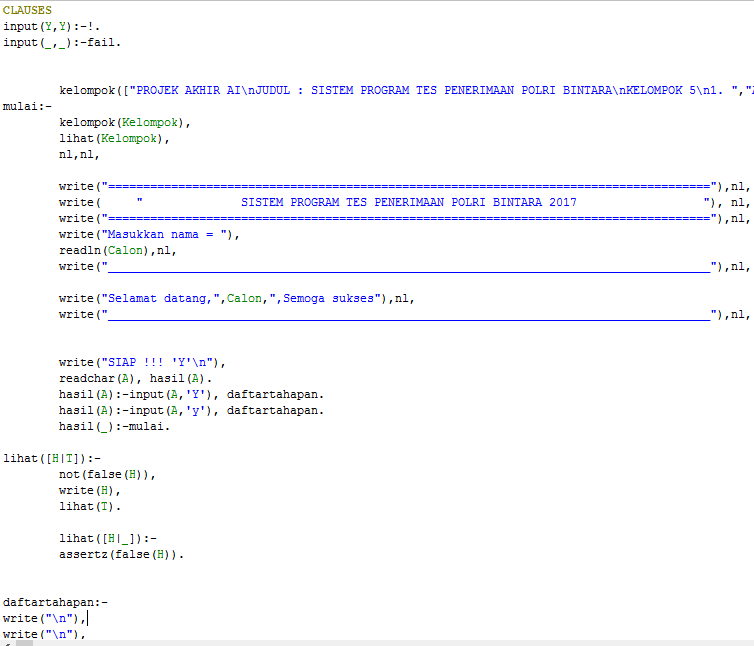 CLAUSES
input(Y,Y):-!.
input(_,_):-fail.
kelompok(["PROJEK AKHIR AI\nJUDUL : SISTEM PROGRAM TES PENERIMAAN POLRI BINTARA\nKELOMPOK 5\n1. ","
mulai:-
kelompok(Kelompok),
lihat(Kelompok),
nl,nl,
write("======================================================================================"),nl,
write(     "              SISTEM PROGRAM TES PENERIMAAN POLRI BINTARA 2017                  "), nl,
write("======================================================================================"),nl,
write("Masukkan nama = "),
readln(Calon),nl,
write("______________________________________________________________________________________"),nl,
write("Selamat datang,",Calon,",Semoga sukses"),nl,
write("______________________________________________________________________________________"),nl,
write("SIAP !!! 'Y'\n"),
readchar(A), hasil(A).
hasil(A):-input(A,'Y'), daftartahapan.
hasil(A):-input(A,'y'), daftartahapan.
hasil(_):-mulai.
lihat([H|T]):-
not(false(H)),
write(H),
lihat(T).
lihat([H|_]):-
assertz(false(H)).
daftartahapan:-
write("\n"),
write("\n"),